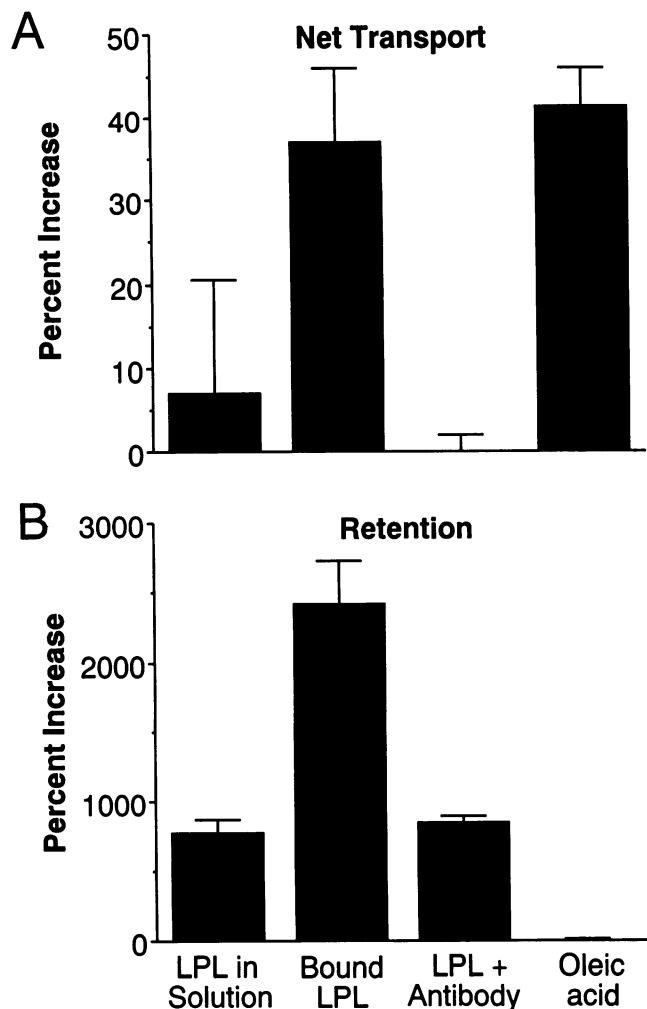 A
Net Transport
Percent Increase
50
40
30
20
10
0
B
Retention
Percent Increase
3000
2000
1000
0
LPL in
Solution
Bound
LPL
LPL +
Antibody
Oleic
acid